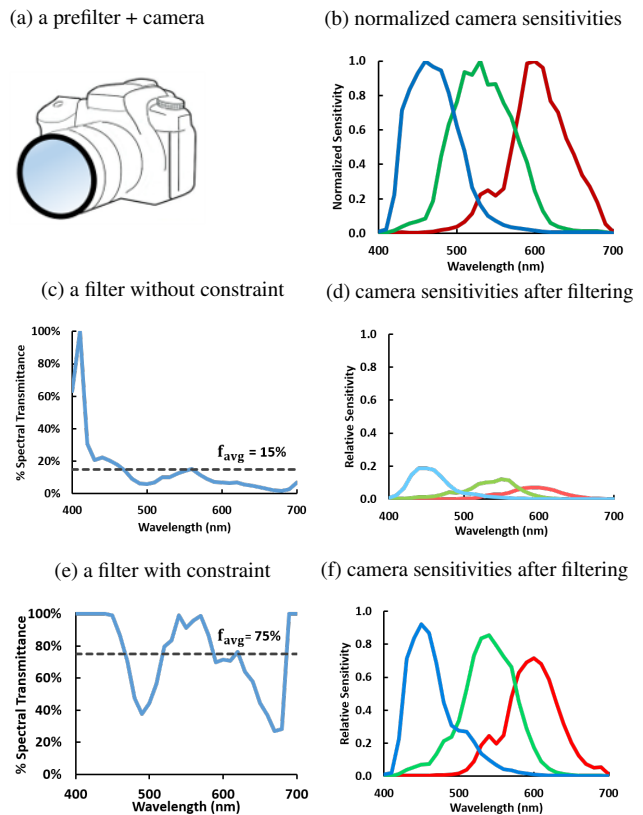 (a) a prefilter + camera
(b) normalized camera sensitivities
Normalized Sensitivity
1.0
0.8
0.6
0.4
0.2
0.0
400 500 600 700
Wavelength (nm)
(c) a filter without constraint
% Spectral Transmittance
100%
80%
60%
40%
20%
0%
f_avg = 15%
400 500 600 700
Wavelength (nm)
(d) camera sensitivities after filtering
Relative Sensitivity
1.0
0.8
0.6
0.4
0.2
0.0
400 500 600 700
Wavelength (nm)
(e) a filter with constraint
% Spectral Transmittance
100%
80%
60%
40%
20%
0%
f_avg = 75%
400 500 600 700
Wavelength (nm)
(f) camera sensitivities after filtering
Relative Sensitivity
1.0
0.8
0.6
0.4
0.2
0.0
400 500 600 700
Wavelength (nm)